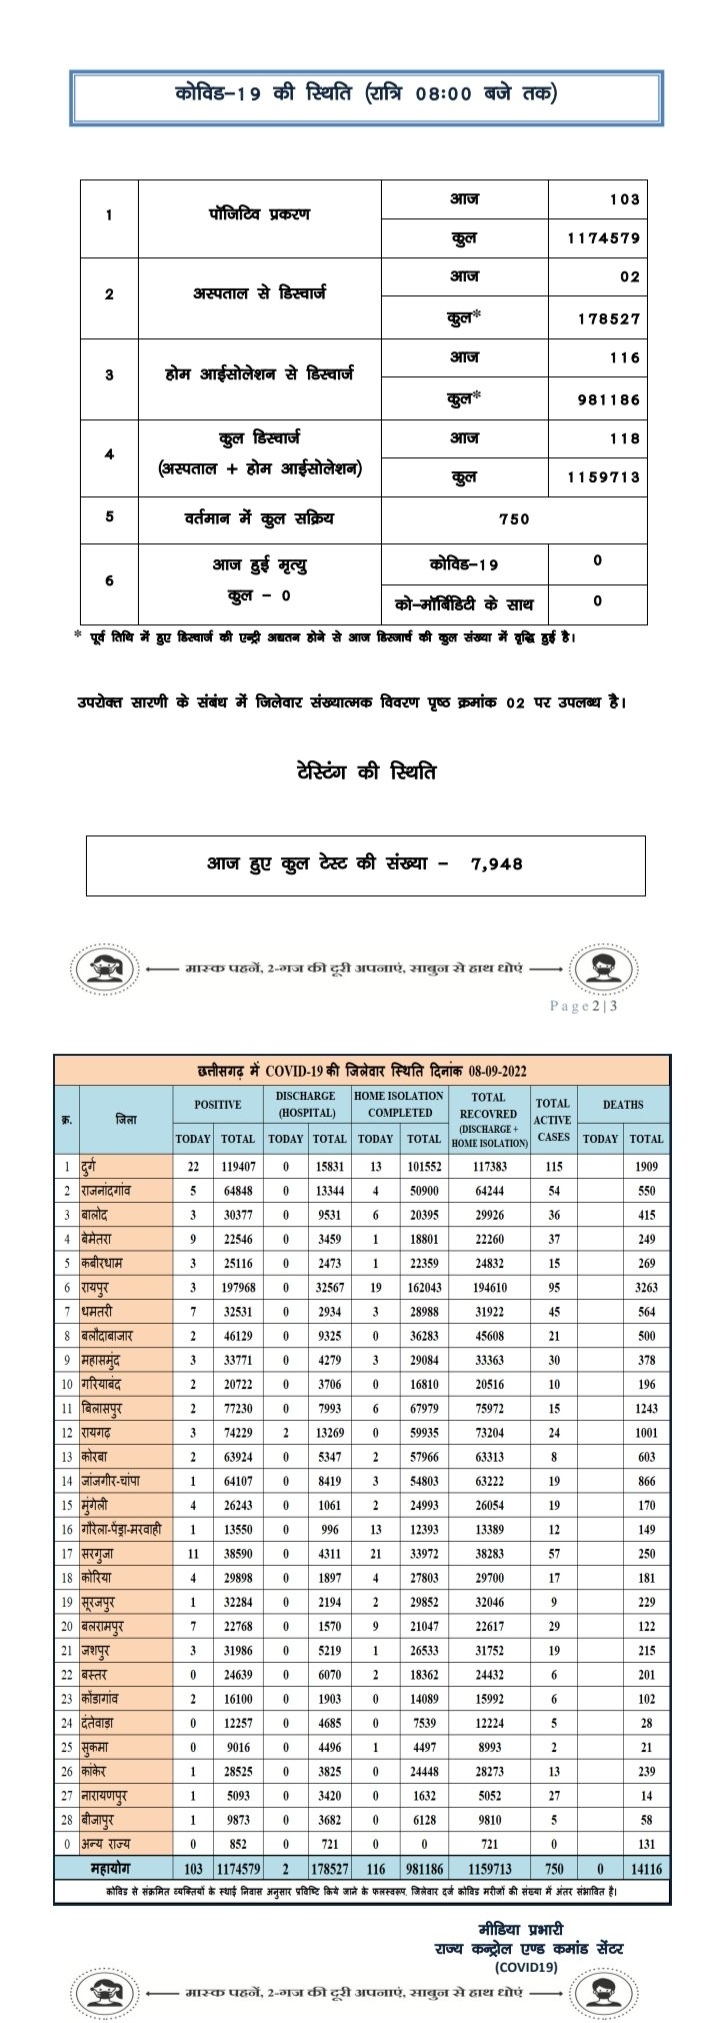 कोविड–19 की स्थिति (रात्रि 08:00 बजे तक)
1 पॉजिटिव प्रकरण आज 103
कुल 1174579
2 अस्पताल से डिस्चार्ज आज 02
कुल* 178527
3 होम आईसोलेशन से डिस्चार्ज आज 116
कुल* 981186
4 कुल डिस्चार्ज आज 118
(अस्पताल + होम आईसोलेशन) कुल 1159713
5 वर्तमान में कुल सक्रिय 750
6 आज हुई मृत्यु कोविड–19 0
कुल – 0 को–मॉर्बिडिटी के साथ 0
* पूर्व तिथि में हुए डिस्चार्ज की एन्ट्री अद्यतन होने से आज डिस्जार्च की कुल संख्या में वृद्धि हुई है।
उपरोक्त सारणी के संबंध में जिलेवार संख्यात्मक विवरण पृष्ठ क्रमांक 02 पर उपलब्ध है।
टेस्टिंग की स्थिति
आज हुए कुल टेस्ट की संख्या – 7,948
मास्क पहनें, 2-गज की दूरी अपनाएं, साबुन से हाथ धोएं
Page2|3
छत्तीसगढ़ में COVID-19 की जिलेवार स्थिति दिनांक 08-09-2022
क्र. जिला POSITIVE DISCHARGE (HOSPITAL) HOME ISOLATION COMPLETED TOTAL RECOVRED (DISCHARGE + HOME ISOLATION) TOTAL ACTIVE CASES DEATHS
TODAY TOTAL TODAY TOTAL TODAY TOTAL TODAY TOTAL
1 दुर्ग 22 119407 0 15831 13 101552 117383 115 1909
2 राजनांदगांव 5 64848 0 13344 4 50900 64244 54 550
3 बालोद 3 30377 0 9531 6 20395 29926 36 415
4 बेमेतरा 9 22546 0 3459 1 18801 22260 37 249
5 कबीरधाम 3 25116 0 2473 1 22359 24832 15 269
6 रायपुर 3 197968 0 32567 19 162043 194610 95 3263
7 धमतरी 7 32531 0 2934 3 28988 31922 45 564
8 बलौदाबाजार 2 46129 0 9325 0 36283 45608 21 500
9 महासमुंद 3 33771 0 4279 3 29084 33363 30 378
10 गरियाबंद 2 20722 0 3706 0 16810 20516 10 196
11 बिलासपुर 2 77230 0 7993 6 67979 75972 15 1243
12 रायगढ़ 3 74229 2 13269 0 59935 73204 24 1001
13 कोरबा 2 63924 0 5347 2 57966 63313 8 603
14 जांजगीर-चांपा 1 64107 0 8419 3 54803 63222 19 866
15 मुंगेली 4 26243 0 1061 2 24993 26054 19 170
16 गौरेला-पेंड्रा-मरवाही 1 13550 0 996 13 12393 13389 12 149
17 सरगुजा 11 38590 0 4311 21 33972 38283 57 250
18 कोरिया 4 29898 0 1897 4 27803 29700 17 181
19 सूरजपुर 1 32284 0 2194 2 29852 32046 9 229
20 बलरामपुर 7 22768 0 1570 9 21047 22617 29 122
21 जशपुर 3 31986 0 5219 1 26533 31752 19 215
22 बस्तर 0 24639 0 6070 2 18362 24432 6 201
23 कोंडागांव 2 16100 0 1903 0 14089 15992 6 102
24 दंतेवाड़ा 0 12257 0 4685 0 7539 12224 5 28
25 सुकमा 0 9016 0 4496 1 4497 8993 2 21
26 कांकेर 1 28525 0 3825 0 24448 28273 13 239
27 नारायणपुर 1 5093 0 3420 0 1632 5052 27 14
28 बीजापुर 1 9873 0 3682 0 6128 9810 5 58
0 अन्य राज्य 0 852 0 721 0 0 721 0 131
महायोग 103 1174579 2 178527 116 981186 1159713 750 0 14116
कोविड से संक्रमित व्यक्तियों के स्थाई निवास अनुसार प्रविष्टि किये जाने के फलस्वरूप, जिलेवार दर्ज कोविड मरीजों की संख्या में अंतर संभावित है।
मीडिया प्रभारी
राज्य कन्ट्रोल एण्ड कमांड सेंटर
(COVID19)
मास्क पहनें, 2-गज की दूरी अपनाएं, साबुन से हाथ धोएं